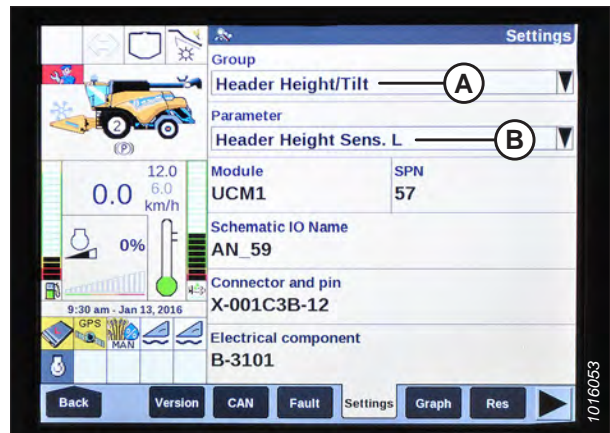 Settings
Group
Header Height/Tilt
A
Parameter
Header Height Sens. L
B
2
(P)
12.0
6.0
0.0 km/h
0%
Module
UCM1
SPN
57
Schematic IO Name
AN_59
Connector and pin
X-001C3B-12
Electrical component
B-3101
9:30 am - Jan 13, 2016
GPS
%
MAN
Back
Version
CAN
Fault
Settings
Graph
Res
1016053